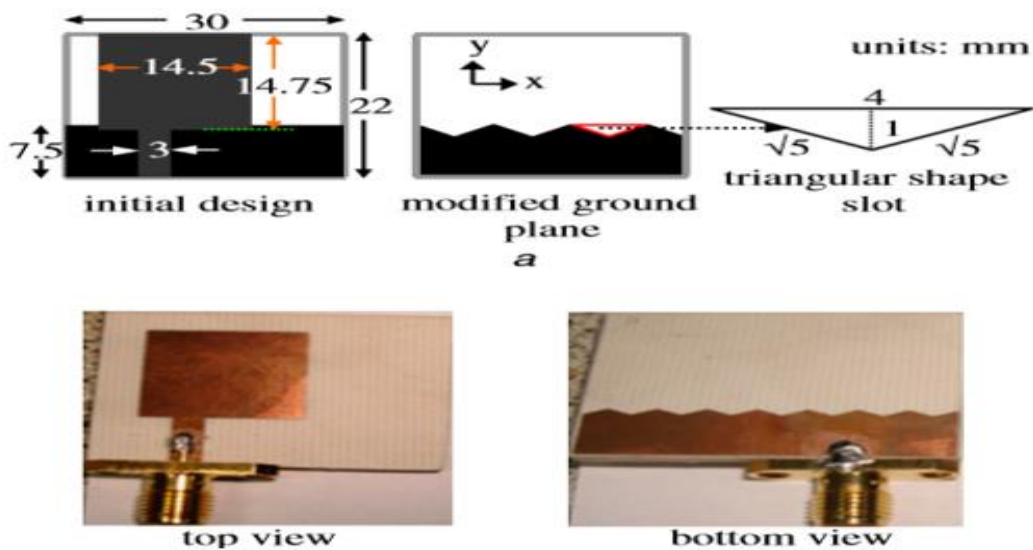 30
14.5
14.75
22
7.5
3
initial design
y
x
modified ground
plane
units: mm
4
1
√5 √5
triangular shape
slot
a
top view
bottom view